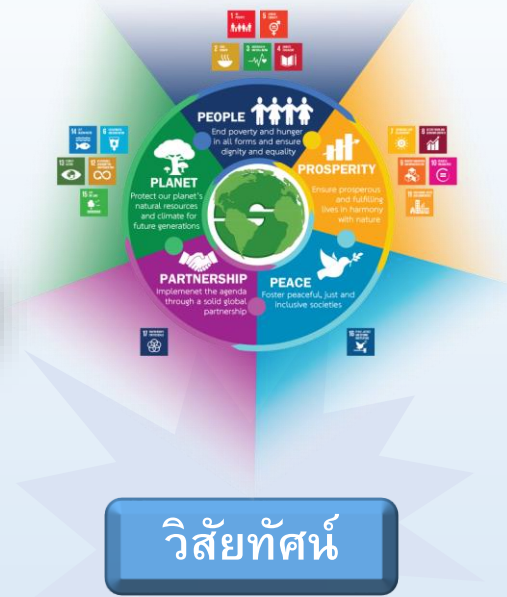 PEOPLE
End poverty and hunger
in all forms and ensure
dignity and equality
PROSPERITY
Ensure prosperous
and fulfilling
lives in harmony
with nature
PLANET
Protect our planet's
natural resources
and climate for
future generations
PARTNERSHIP
Implemenet the agenda
through a solid global
partnership
PEACE
Foster peaceful, just and
inclusive societies
วิสัยทัศน์